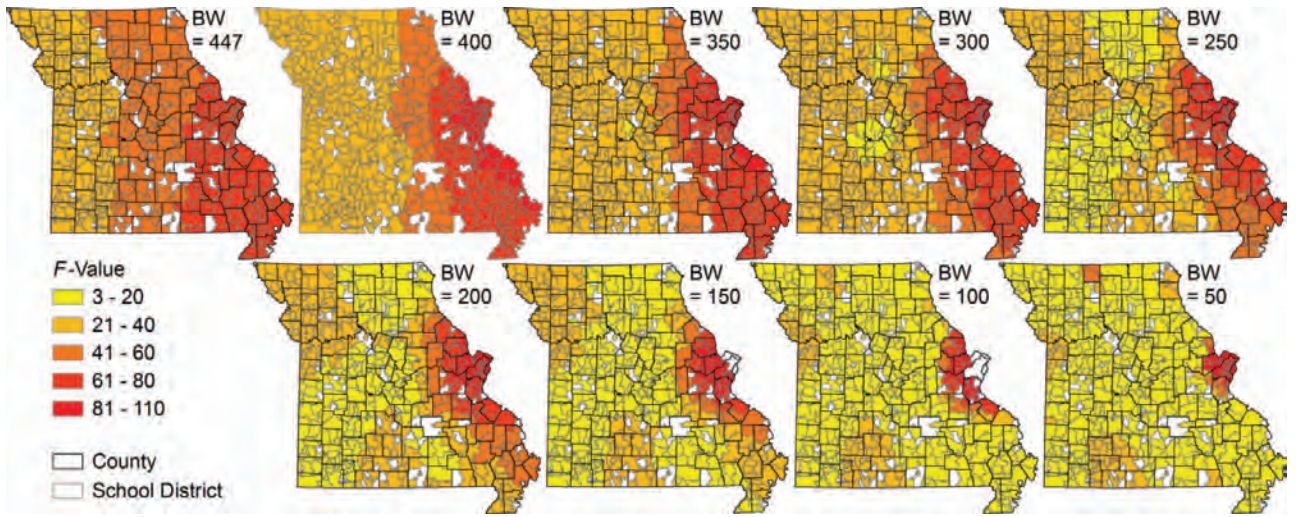 BW
= 447
BW
= 400
BW
= 350
BW
= 300
BW
= 250
F-Value
3 - 20
21 - 40
41 - 60
61 - 80
81 - 110
County
School District
BW
= 200
BW
= 150
BW
= 100
BW
= 50